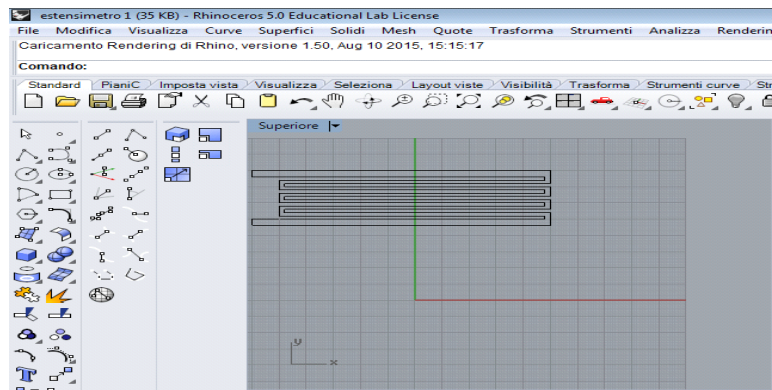 estensimetro 1 (35 KB) - Rhinoceros 5.0 Educational Lab License
File Modifica Visualizza Curve Superfici Solidi Mesh Quote Trasforma Strumenti Analizza Renderin
Caricamento Rendering di Rhino, versione 1.50, Aug 10 2015, 15:15:17
Comando:
Standard PianiC Imposta vista Visualizza Seleziona Layout viste Visibilità Trasforma Strumenti curve Str
Superiore
y
x
T